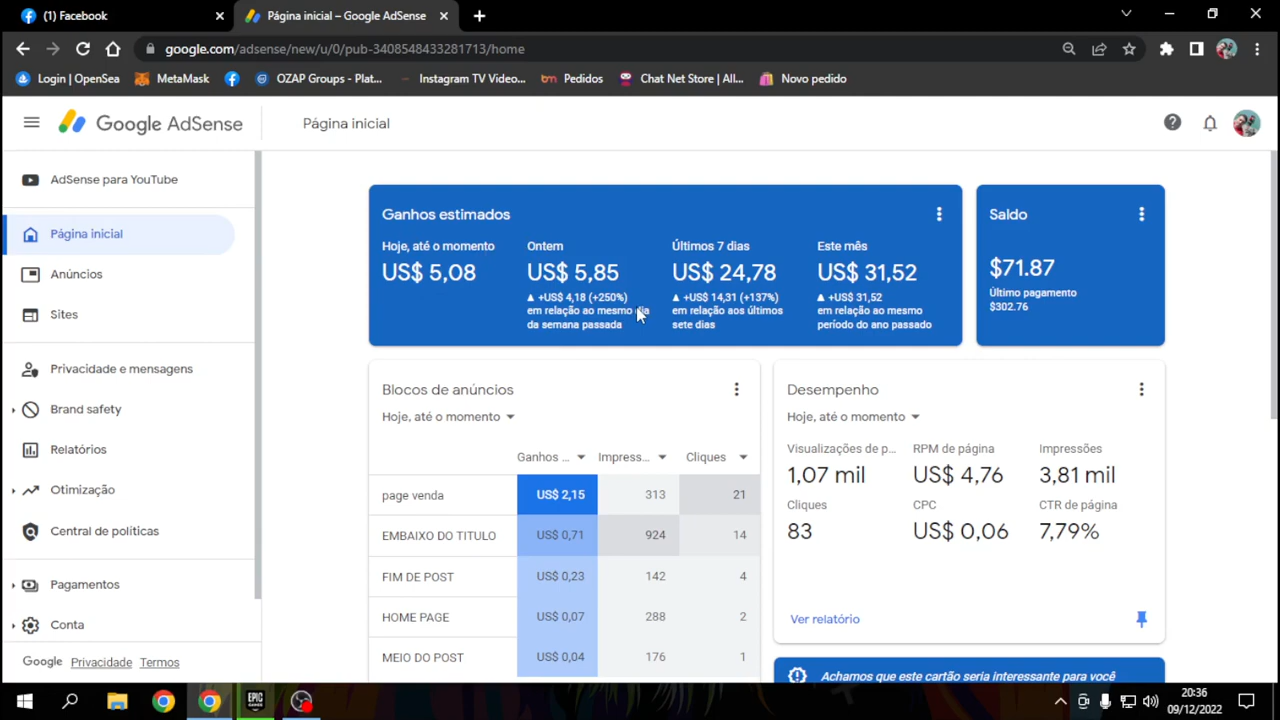 (1) Facebook
Página inicial – Google AdSense
google.com/adsense/new/u/0/pub-3408548433281713/home
Login | OpenSea
MetaMask
OZAP Groups - Plat...
Instagram TV Video...
bm Pedidos
Chat Net Store | All...
Novo pedido
Google AdSense
Página inicial
AdSense para YouTube
Página inicial
Anúncios
Sites
Privacidade e mensagens
Brand safety
Relatórios
Otimização
Central de políticas
Pagamentos
Conta
Google Privacidade Termos
Ganhos estimados
Hoje, até o momento
US$ 5,08
Ontem
US$ 5,85
+US$ 4,18 (+250%)
em relação ao mesmo dia
da semana passada
Últimos 7 dias
US$ 24,78
+US$ 14,31 (+137%)
em relação aos últimos
sete dias
Este mês
US$ 31,52
+US$ 31,52
em relação ao mesmo
período do ano passado
Saldo
$71.87
Último pagamento
$302.76
Blocos de anúncios
Hoje, até o momento
Ganhos ... Impress... Cliques
page venda US$ 2,15 313 21
EMBAIXO DO TITULO US$ 0,71 924 14
FIM DE POST US$ 0,23 142 4
HOME PAGE US$ 0,07 288 2
MEIO DO POST US$ 0,04 176 1
Desempenho
Hoje, até o momento
Visualizações de p... RPM de página Impressões
1,07 mil US$ 4,76 3,81 mil
Cliques CPC CTR de página
83 US$ 0,06 7,79%
Ver relatório
Achamos que este cartão seria interessante para você
EPIC GAMES
20:36
09/12/2022